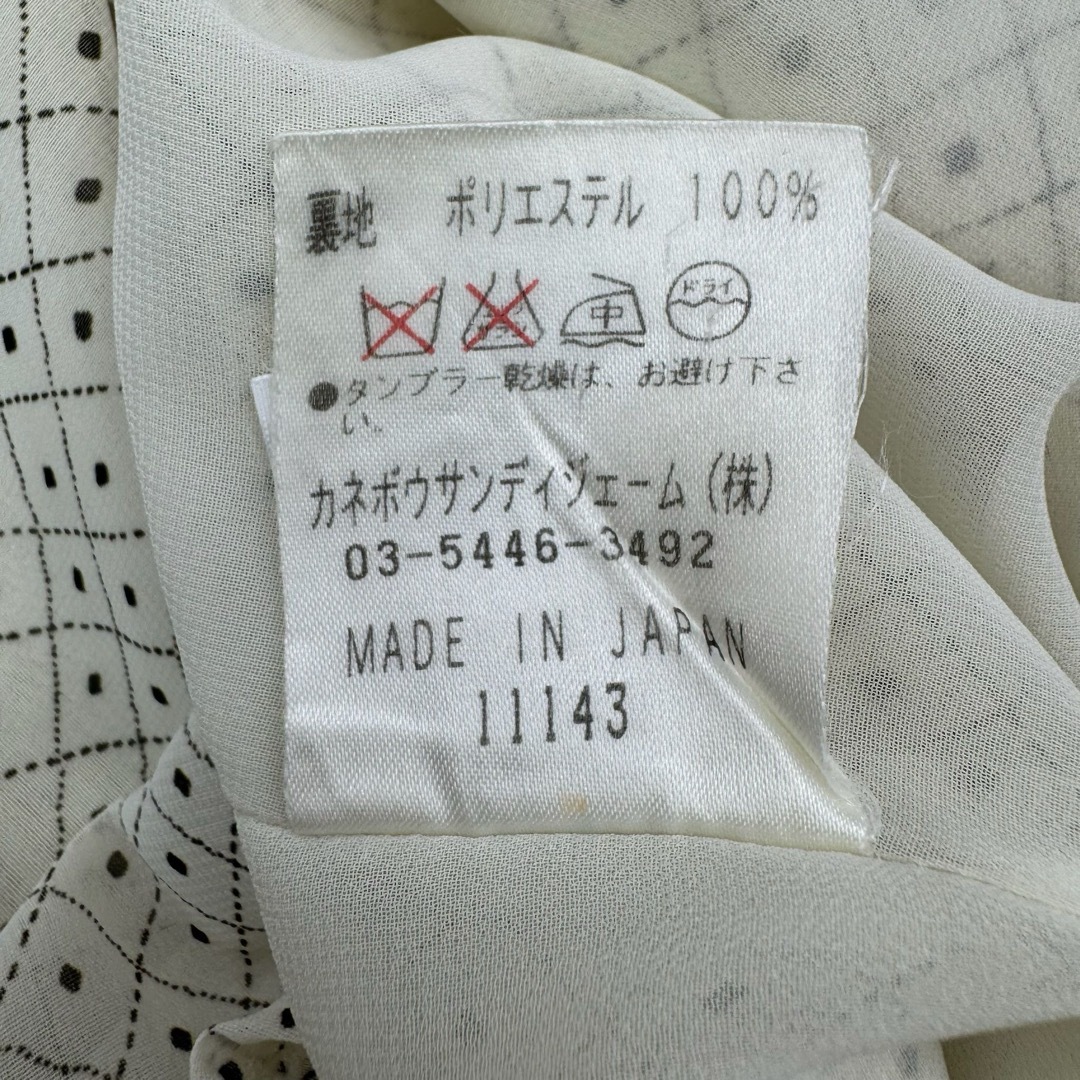 裏地 ポリエステル 100%
中 ドライ
●タンブラー乾燥は、お避け下さ
い。
カネボウサンディジェーム(株)
03-5446-3492
MADE IN JAPAN
11143